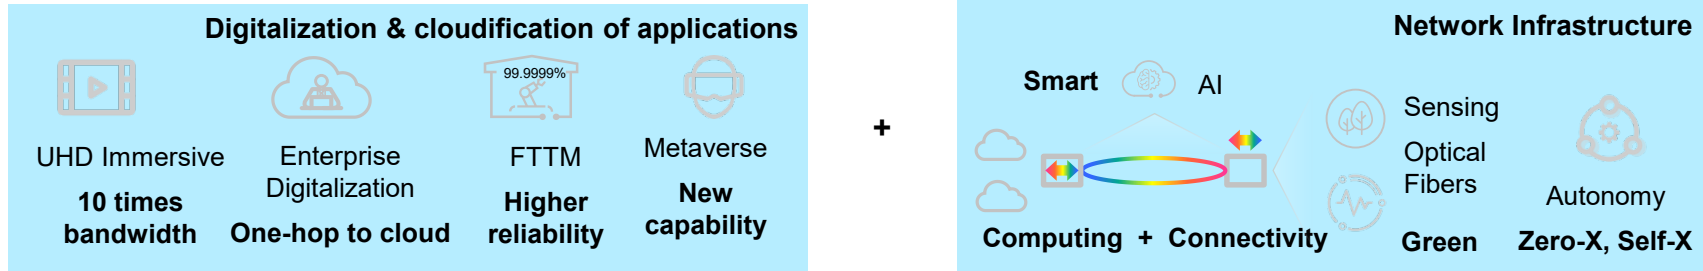 Digitalization & cloudification of applications
99.9999%
UHD Immersive
10 times
bandwidth
Enterprise
Digitalization
One-hop to cloud
FTTM
Higher
reliability
Metaverse
New
capability
+
Network Infrastructure
Smart
AI
Computing + Connectivity
Sensing
Optical
Fibers
Green
Autonomy
Zero-X, Self-X